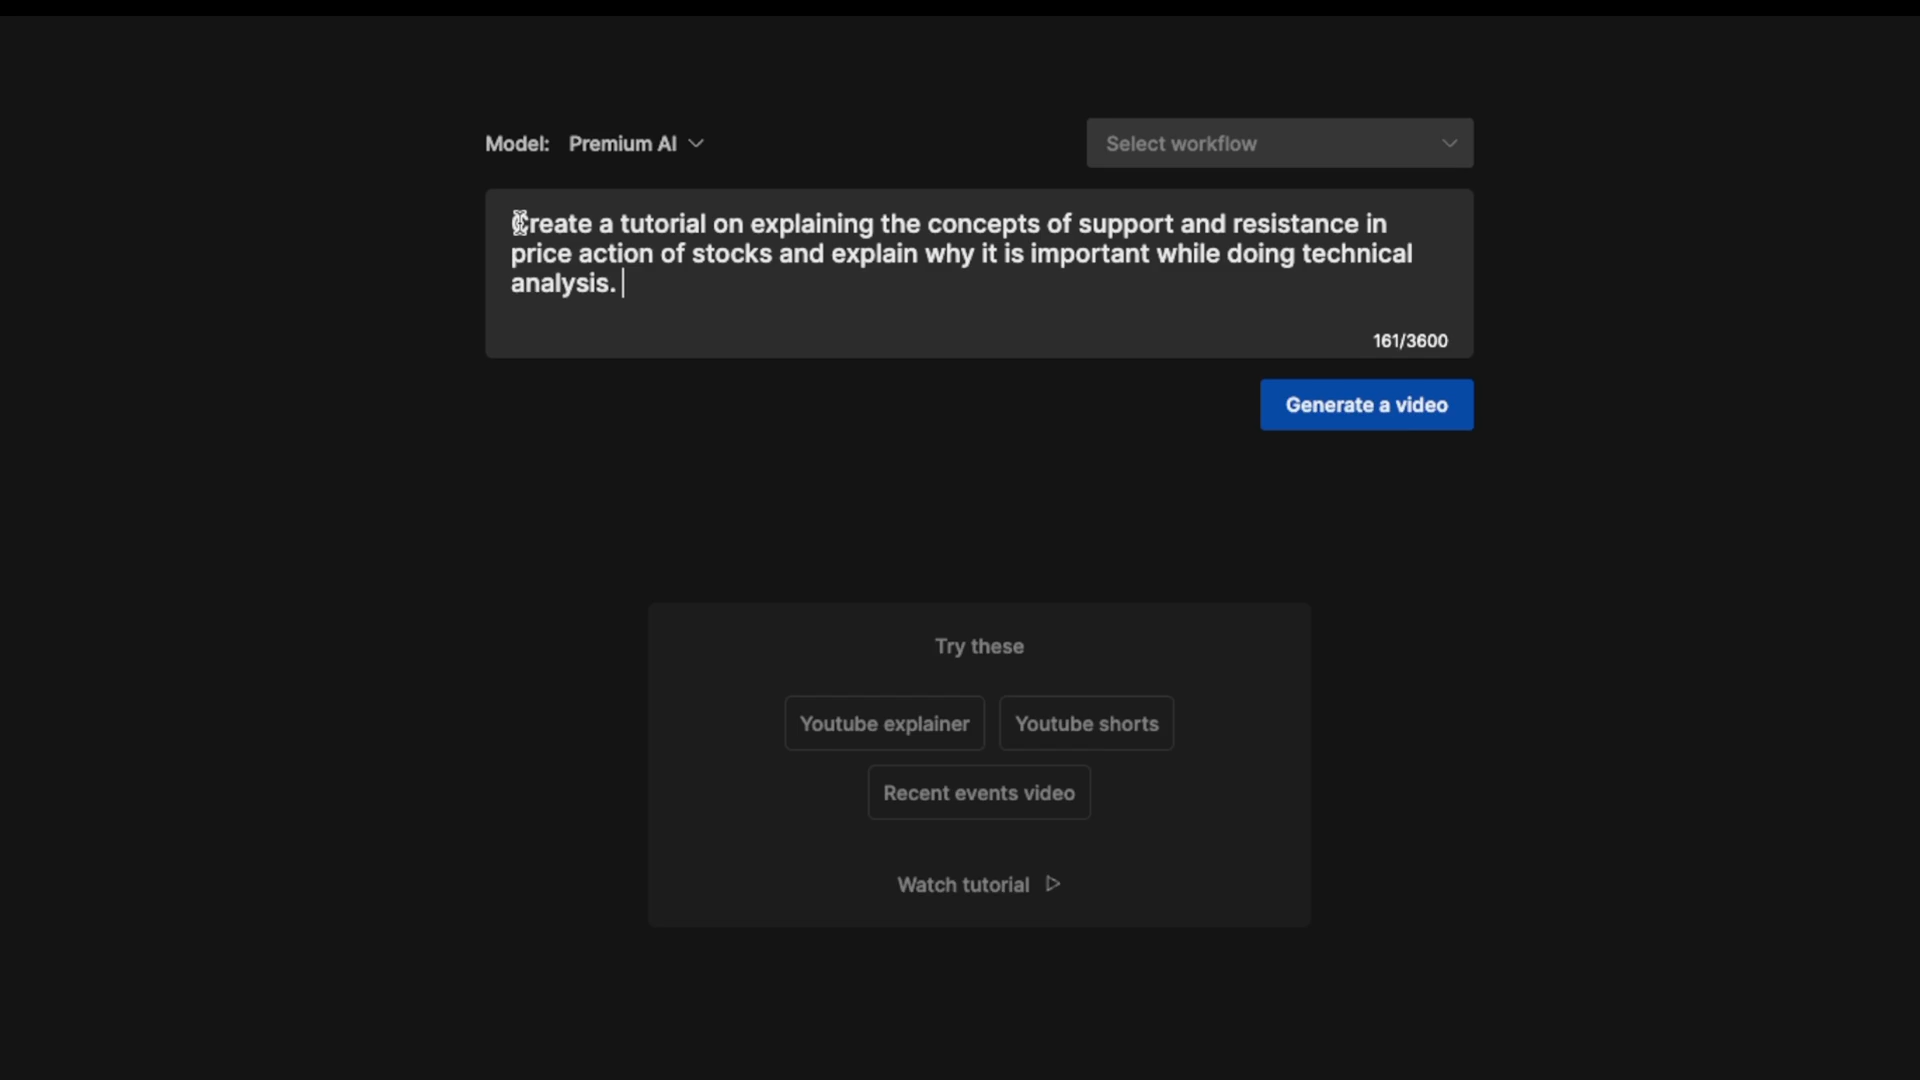 Model: Premium AI
Select workflow
Create a tutorial on explaining the concepts of support and resistance in
price action of stocks and explain why it is important while doing technical
analysis.
161/3600
Generate a video
Try these
Youtube explainer
Youtube shorts
Recent events video
Watch tutorial